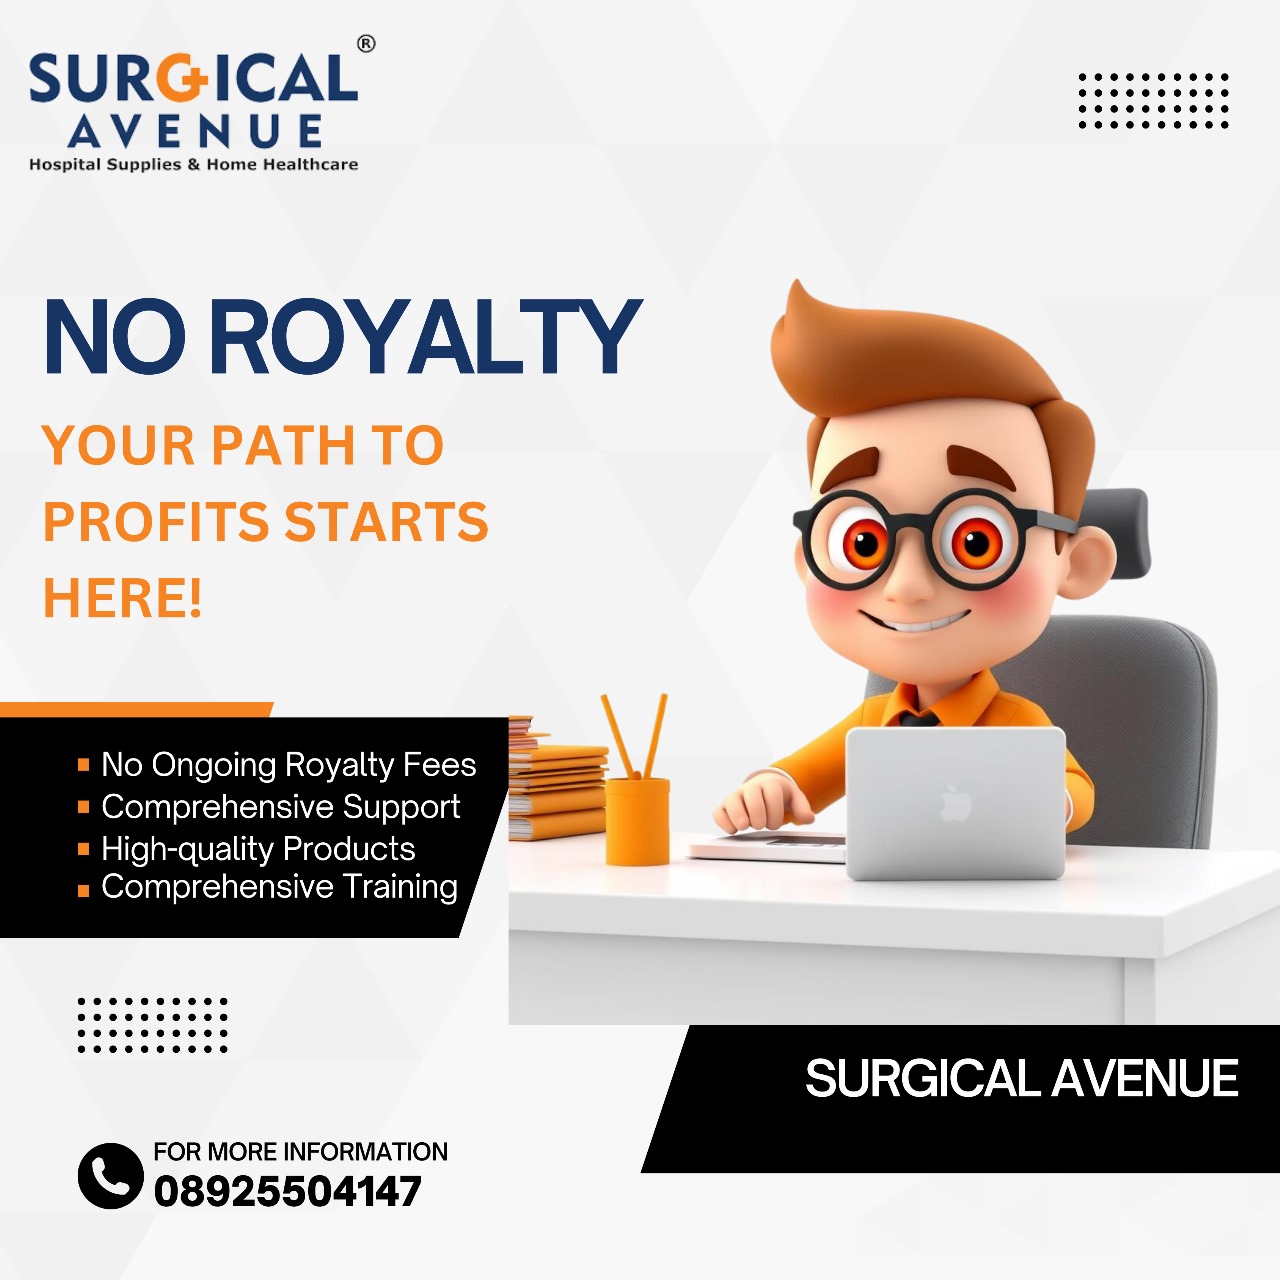 SURGICAL®
AVENUE
Hospital Supplies & Home Healthcare
NO ROYALTY
YOUR PATH TO
PROFITS STARTS
HERE!
No Ongoing Royalty Fees
Comprehensive Support
High-quality Products
Comprehensive Training
SURGICAL AVENUE
FOR MORE INFORMATION
08925504147